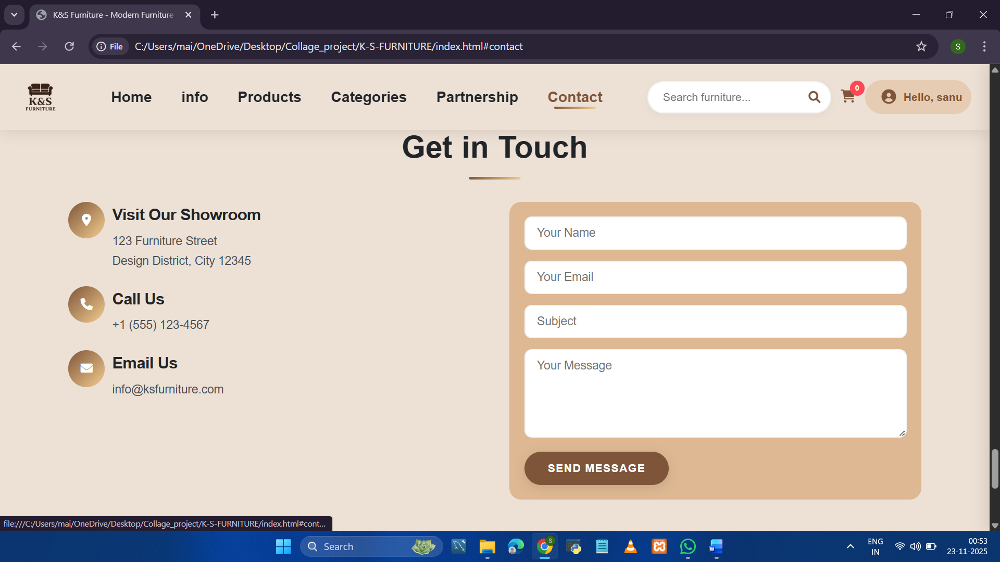 K&S Furniture - Modern Furniture
File
C:/Users/mai/OneDrive/Desktop/Collage_project/K-S-FURNITURE/index.html#contact
S
K&S
FURNITURE
Home
info
Products
Categories
Partnership
Contact
Search furniture...
0
Hello, sanu
Get in Touch
Visit Our Showroom
123 Furniture Street
Design District, City 12345
Call Us
+1 (555) 123-4567
Email Us
info@ksfurniture.com
Your Name
Your Email
Subject
Your Message
SEND MESSAGE
file:///C:/Users/mai/OneDrive/Desktop/Collage_project/K-S-FURNITURE/index.html#cont...
Search
S
W
ENG
IN
00:53
23-11-2025